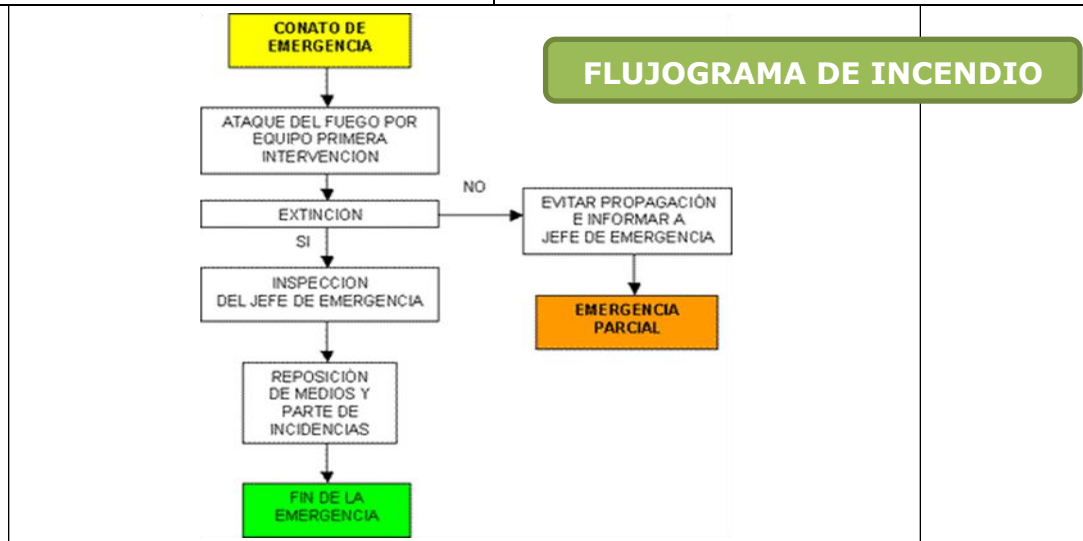 CONATO DE
EMERGENCIA
FLUJOGRAMA DE INCENDIO
ATAQUE DEL FUEGO POR
EQUIPO PRIMERA
INTERVENCION
NO
EXTINCION
EVITAR PROPAGACIÓN
E INFORMAR A
JEFE DE EMERGENCIA
SI
INSPECCION
DEL JEFE DE EMERGENCIA
EMERGENCIA
PARCIAL
REPOSICIÓN
DE MEDIOS Y
PARTE DE
INCIDENCIAS
FIN DE LA
EMERGENCIA